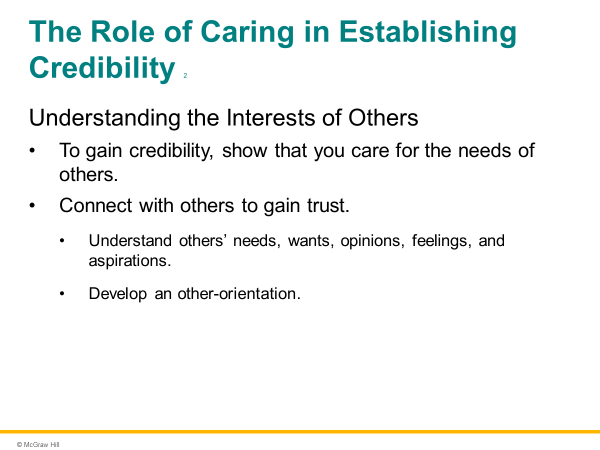 The Role of Caring in Establishing
Credibility 2
Understanding the Interests of Others
• To gain credibility, show that you care for the needs of
others.
• Connect with others to gain trust.
• Understand others’ needs, wants, opinions, feelings, and
aspirations.
• Develop an other-orientation.
© McGraw Hill